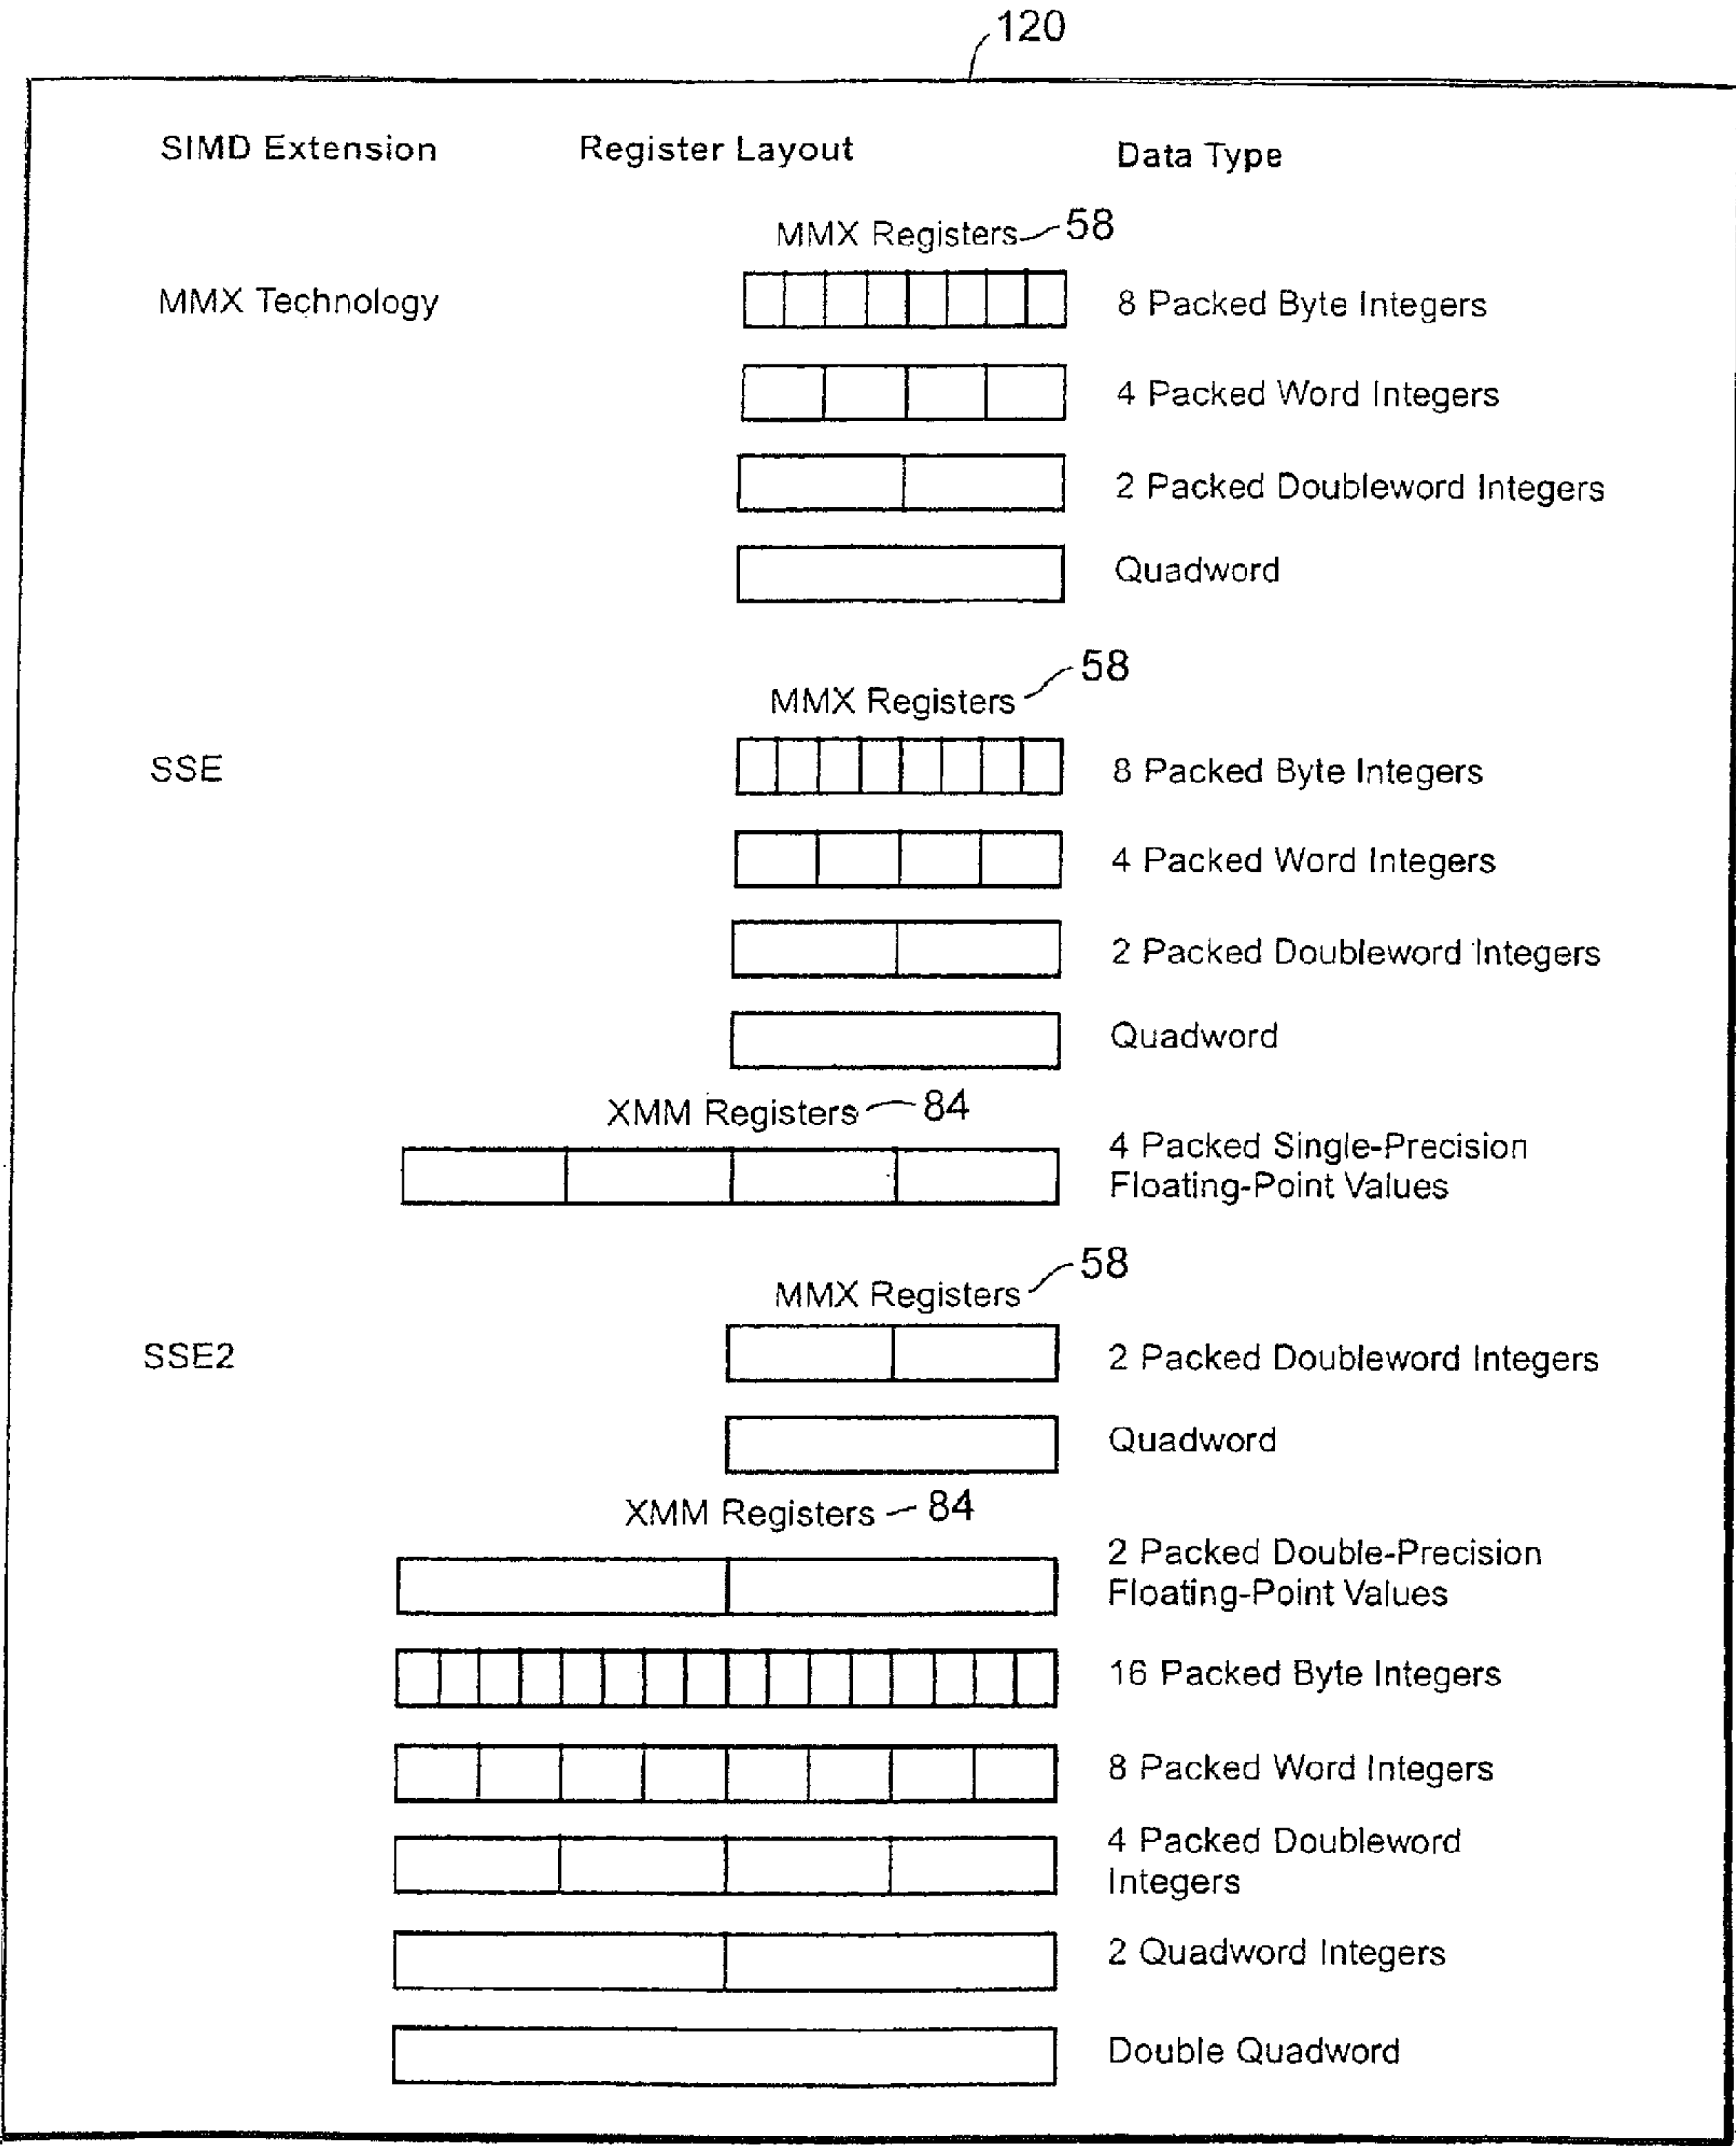 120
SIMD Extension Register Layout Data Type
MMX Registers 58
MMX Technology 8 Packed Byte Integers
4 Packed Word Integers
2 Packed Doubleword Integers
Quadword
MMX Registers 58
SSE 8 Packed Byte Integers
4 Packed Word Integers
2 Packed Doubleword Integers
Quadword
XMM Registers 84
4 Packed Single-Precision
Floating-Point Values
MMX Registers 58
SSE2 2 Packed Doubleword Integers
Quadword
XMM Registers 84
2 Packed Double-Precision
Floating-Point Values
16 Packed Byte Integers
8 Packed Word Integers
4 Packed Doubleword
Integers
2 Quadword Integers
Double Quadword